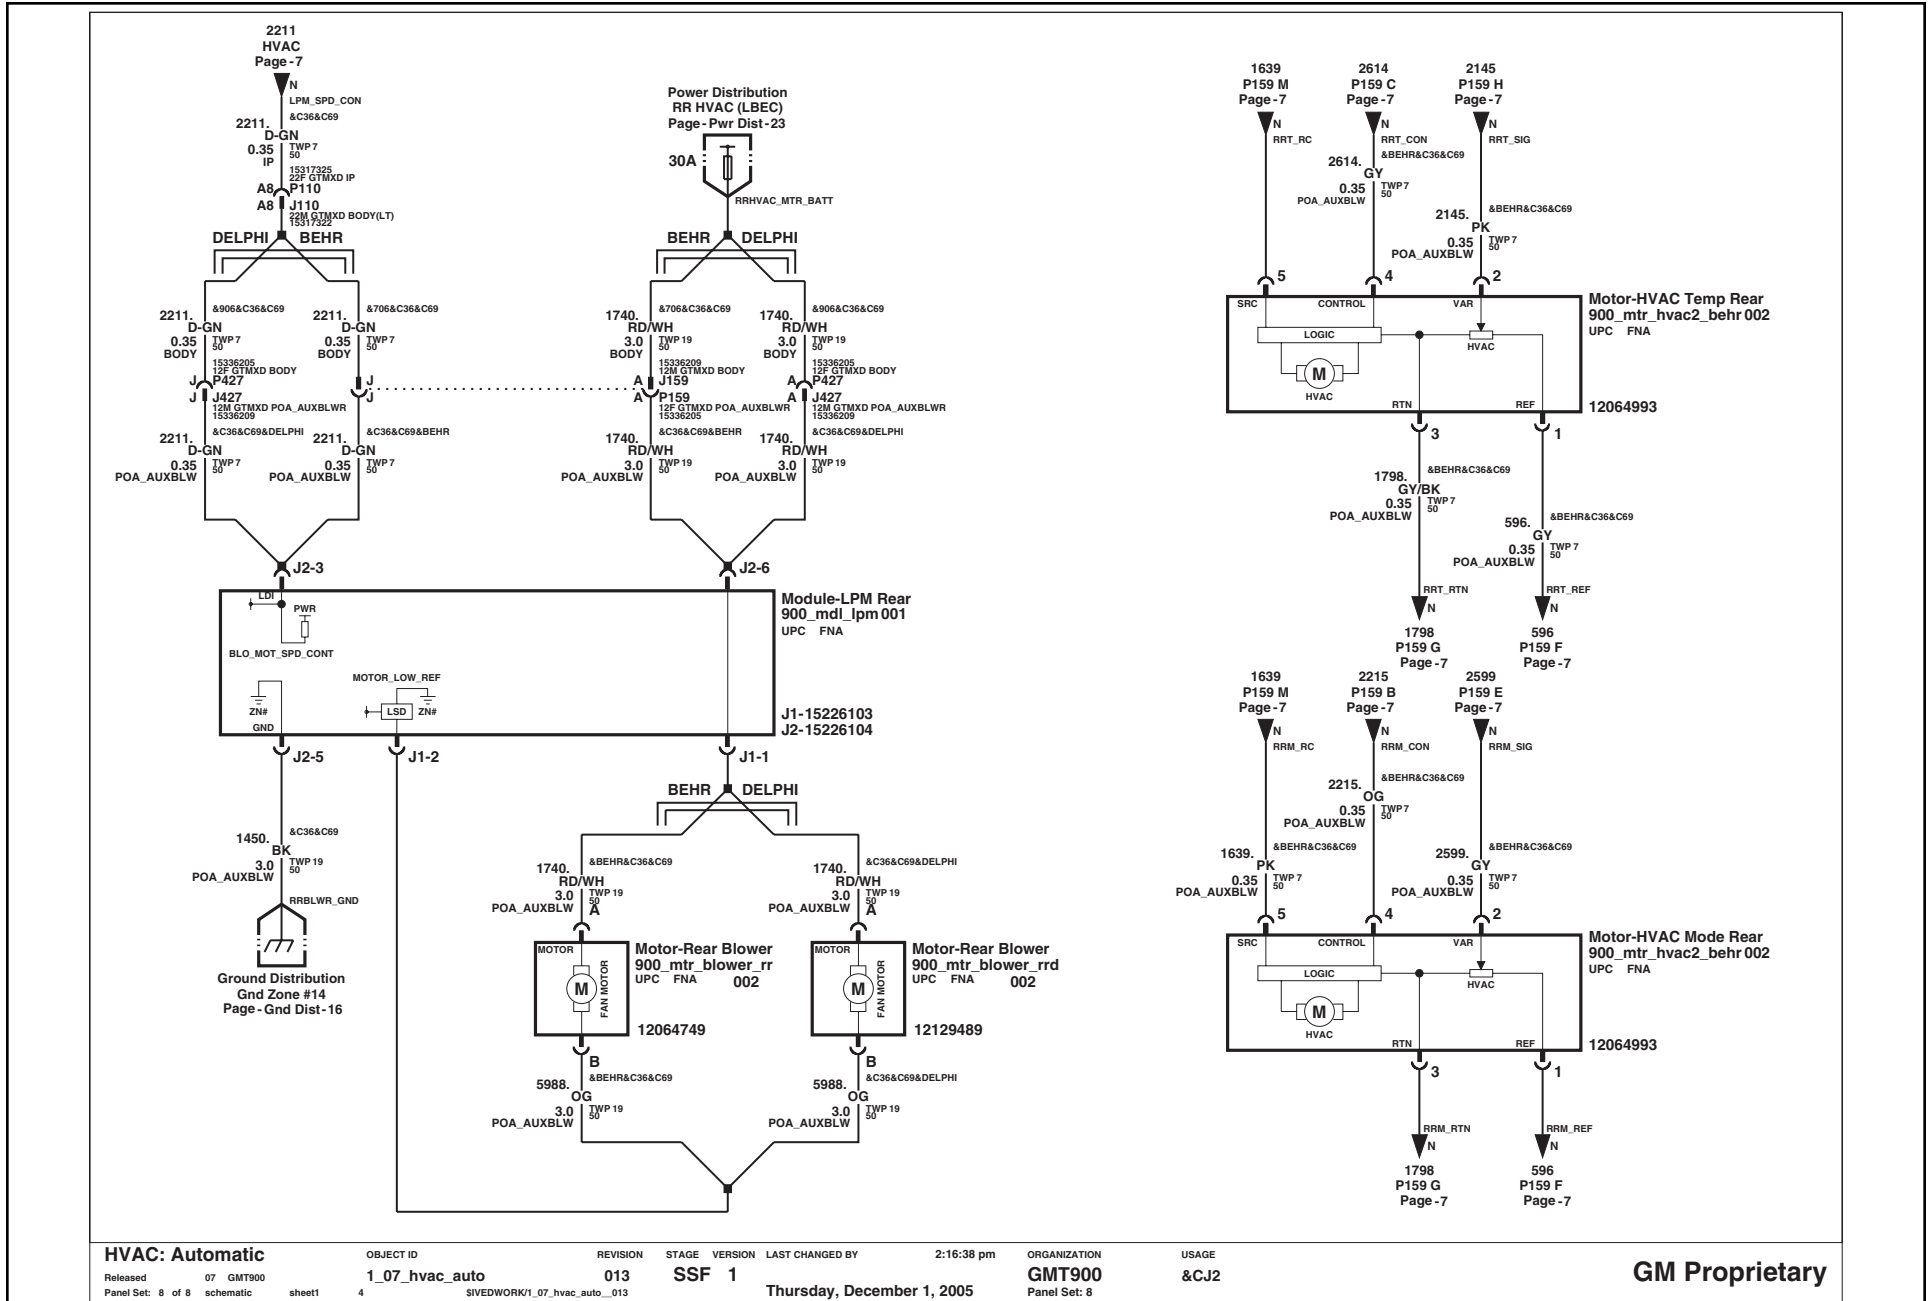 2211
HVAC
Page-7
N
LPM_SPD_CON
&C36&C69
2211.
D-GN
0.35
TWP 7
50
IP
15317325
22F GTMXD IP
A8 P110
A8 J110
22M GTMXD BODY(LT)
15317322
DELPHI BEHR
&906&C36&C69
2211.
D-GN
0.35
TWP 7
50
BODY
15336205
12F GTMXD BODY
J P427
J J427
12M GTMXD POA_AUXBLWR
15336209
&C36&C69&DELPHI
2211.
D-GN
0.35
TWP 7
50
POA_AUXBLW
&706&C36&C69
2211.
D-GN
0.35
TWP 7
50
BODY
J
J
&C36&C69&BEHR
2211.
D-GN
0.35
TWP 7
50
POA_AUXBLW
J2-3
Power Distribution
RR HVAC (LBEC)
Page-Pwr Dist-23
30A
RRHVAC_MTR_BATT
BEHR DELPHI
&706&C36&C69
1740.
RD/WH
3.0
TWP 19
50
BODY
15336209
12M GTMXD BODY
A J159
A P159
12F GTMXD POA_AUXBLWR
15336205
&C36&C69&BEHR
1740.
RD/WH
3.0
TWP 19
50
POA_AUXBLW
&906&C36&C69
1740.
RD/WH
3.0
TWP 19
50
BODY
15336205
12F GTMXD BODY
A P427
A J427
12M GTMXD POA_AUXBLWR
15336209
&C36&C69&DELPHI
1740.
RD/WH
3.0
TWP 19
50
POA_AUXBLW
J2-6
LDI
PWR
BLO_MOT_SPD_CONT
MOTOR_LOW_REF
ZN#
GND
LSD
ZN#
Module-LPM Rear
900_mdl_lpm 001
UPC FNA
J1-15226103
J2-15226104
J2-5
J1-2
J1-1
&C36&C69
1450.
BK
3.0
TWP 19
50
POA_AUXBLW
RRBLWR_GND
Ground Distribution
Gnd Zone #14
Page-Gnd Dist-16
BEHR DELPHI
&BEHR&C36&C69
1740.
RD/WH
3.0
TWP 19
50
POA_AUXBLW
A
MOTOR
M
FAN MOTOR
Motor-Rear Blower
900_mtr_blower_rr
UPC FNA 002
12064749
B
&BEHR&C36&C69
5988.
OG
3.0
TWP 19
50
POA_AUXBLW
&C36&C69&DELPHI
1740.
RD/WH
3.0
TWP 19
50
POA_AUXBLW
A
MOTOR
M
FAN MOTOR
Motor-Rear Blower
900_mtr_blower_rrd
UPC FNA 002
12129489
B
&C36&C69&DELPHI
5988.
OG
3.0
TWP 19
50
POA_AUXBLW
1639
P159 M
Page-7
N
RRT_RC
2614
P159 C
Page-7
N
RRT_CON
&BEHR&C36&C69
2614.
GY
0.35
TWP 7
50
POA_AUXBLW
2145
P159 H
Page-7
N
RRT_SIG
&BEHR&C36&C69
2145.
PK
0.35
TWP 7
50
POA_AUXBLW
5
4
2
SRC
CONTROL
VAR
LOGIC
HVAC
M
HVAC
RTN
REF
Motor-HVAC Temp Rear
900_mtr_hvac2_behr 002
UPC FNA
12064993
3
1
&BEHR&C36&C69
1798.
GY/BK
0.35
TWP 7
50
POA_AUXBLW
&BEHR&C36&C69
596.
GY
0.35
TWP 7
50
POA_AUXBLW
RRT_RTN
N
1798
P159 G
Page-7
RRT_REF
N
596
P159 F
Page-7
1639
P159 M
Page-7
N
RRM_RC
2215
P159 B
Page-7
N
RRM_CON
2599
P159 E
Page-7
N
RRM_SIG
&BEHR&C36&C69
2215.
OG
0.35
TWP 7
50
POA_AUXBLW
&BEHR&C36&C69
1639.
PK
0.35
TWP 7
50
POA_AUXBLW
&BEHR&C36&C69
2599.
GY
0.35
TWP 7
50
POA_AUXBLW
5
4
2
SRC
CONTROL
VAR
LOGIC
HVAC
M
HVAC
RTN
REF
Motor-HVAC Mode Rear
900_mtr_hvac2_behr 002
UPC FNA
12064993
3
1
RRM_RTN
N
1798
P159 G
Page-7
RRM_REF
N
596
P159 F
Page-7
HVAC: Automatic
Released 07 GMT900
Panel Set: 8 of 8 schematic sheet1 4 $IVEDWORK/1_07_hvac_auto__013
OBJECT ID
1_07_hvac_auto
REVISION
013
STAGE
SSF
VERSION
1
LAST CHANGED BY 2:16:38 pm
Thursday, December 1, 2005
ORGANIZATION
GMT900
Panel Set: 8
USAGE
&CJ2
GM Proprietary